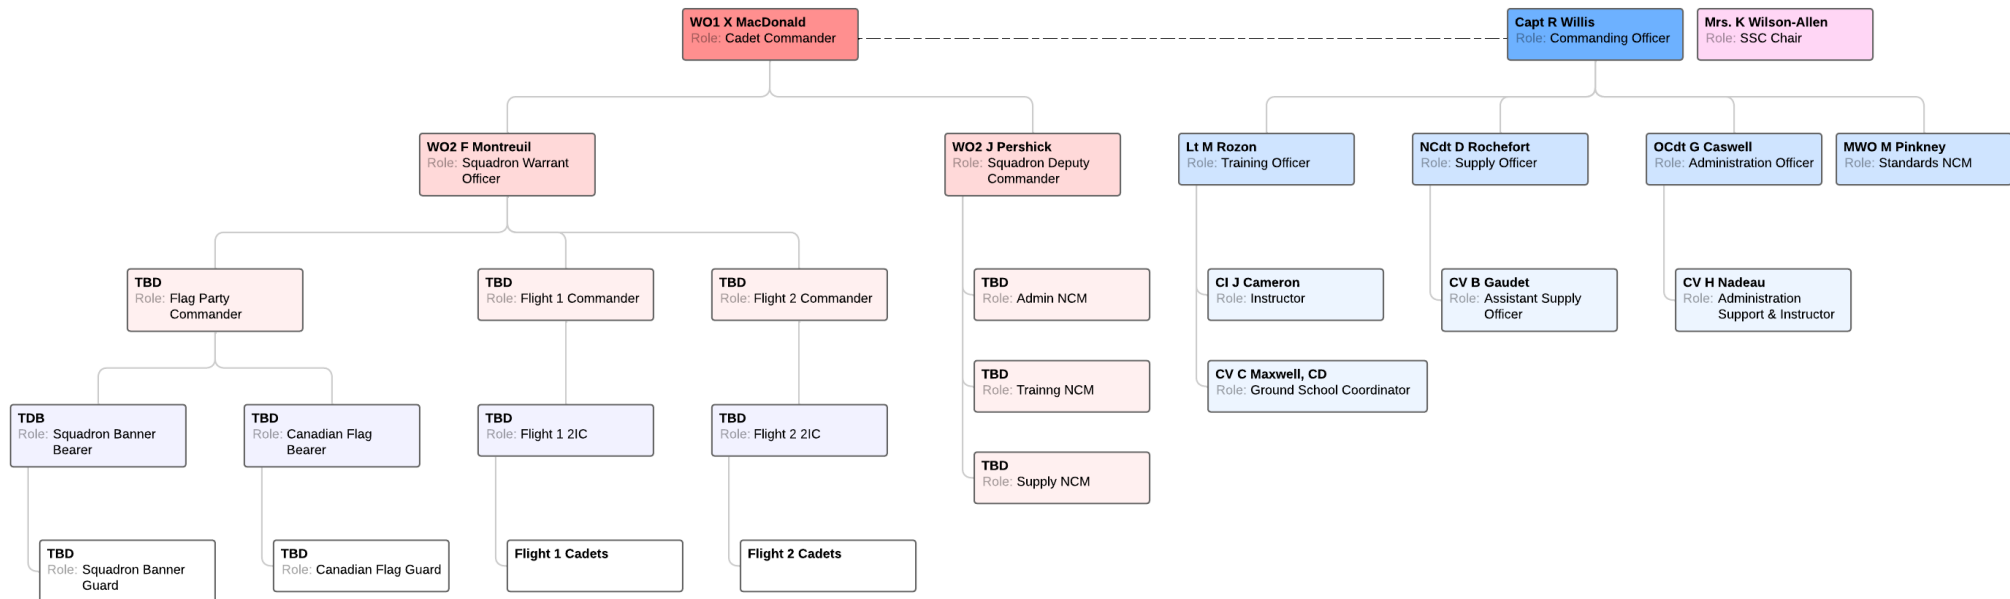 WO1 X MacDonald
Role: Cadet Commander
Capt R Willis
Role: Commanding Officer
Mrs. K Wilson-Allen
Role: SSC Chair
WO2 F Montreuil
Role: Squadron Warrant
Officer
WO2 J Pershick
Role: Squadron Deputy
Commander
Lt M Rozon
Role: Training Officer
NCdt D Rochefort
Role: Supply Officer
OCdt G Caswell
Role: Administration Officer
MWO M Pinkney
Role: Standards NCM
TBD
Role: Flag Party
Commander
TBD
Role: Flight 1 Commander
TBD
Role: Flight 2 Commander
TBD
Role: Admin NCM
CI J Cameron
Role: Instructor
CV B Gaudet
Role: Assistant Supply
Officer
CV H Nadeau
Role: Administration
Support & Instructor
TBD
Role: Trainng NCM
CV C Maxwell, CD
Role: Ground School Coordinator
TDB
Role: Squadron Banner
Bearer
TBD
Role: Canadian Flag
Bearer
TBD
Role: Flight 1 2IC
TBD
Role: Flight 2 2IC
TBD
Role: Supply NCM
TBD
Role: Squadron Banner
Guard
TBD
Role: Canadian Flag Guard
Flight 1 Cadets
Flight 2 Cadets